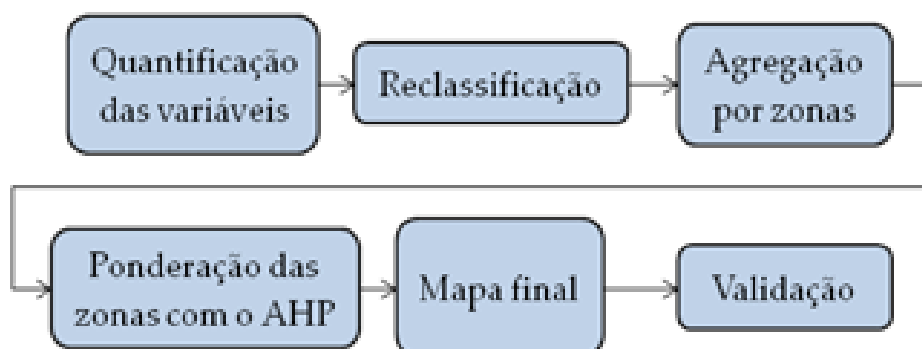 Quantificação
das variáveis
Reclassificação
Agregação
por zonas
Ponderação das
zonas com o AHP
Mapa final
Validação